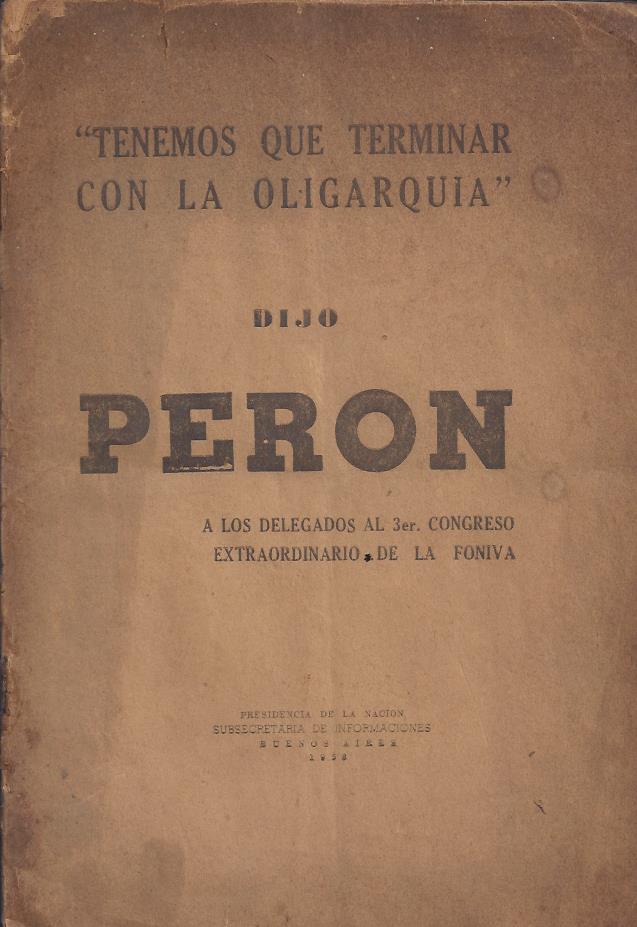 “TENEMOS QUE TERMINAR
CON LA OLIGARQUIA”
DIJO
PERON
A LOS DELEGADOS AL 3er. CONGRESO
EXTRAORDINARIO DE LA FONIVA
PRESIDENCIA DE LA NACION
SUBSECRETARIA DE INFORMACIONES
BUENOS AIRES
1953